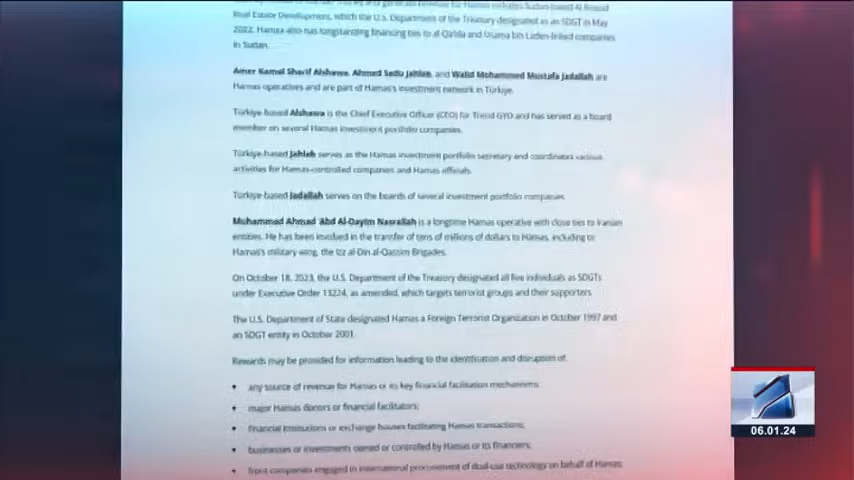 Real Estate Development, which the U.S. Department of the Treasury designated as an SDGT in May
2022. Hamza also has longstanding financing ties to al-Qa'ida and Usama bin Laden-linked companies
in Sudan.
Amer Kamal Sharif Alshawa, Ahmed Sadu Jahleb, and Walid Mohammed Mustafa Jadallah are
Hamas operatives and are part of Hamas's investment network in Türkiye.
Türkiye-based Alshawa is the Chief Executive Officer (CEO) for Trend GYO and has served as a board
member on several Hamas investment portfolio companies.
Türkiye-based Jahleb serves as the Hamas investment portfolio secretary and coordinates various
activities for Hamas-controlled companies and Hamas officials.
Türkiye-based Jadallah serves on the boards of several investment portfolio companies.
Muhammad Ahmad 'Abd Al-Dayim Nasrallah is a longtime Hamas operative with close ties to Iranian
entities. He has been involved in the transfer of tens of millions of dollars to Hamas, including to
Hamas's military wing, the Izz al-Din al-Qassim Brigades.
On October 18, 2023, the U.S. Department of the Treasury designated all five individuals as SDGTs
under Executive Order 13224, as amended, which targets terrorist groups and their supporters.
The U.S. Department of State designated Hamas a Foreign Terrorist Organization in October 1997 and
an SDGT entity in October 2001.
Rewards may be provided for information leading to the identification and disruption of:
• any source of revenue for Hamas or its key financial facilitation mechanisms;
• major Hamas donors or financial facilitators;
• financial institutions or exchange houses facilitating Hamas transactions;
• businesses or investments owned or controlled by Hamas or its financiers;
• front companies engaged in international procurement of dual-use technology on behalf of Hamas;
06.01.24